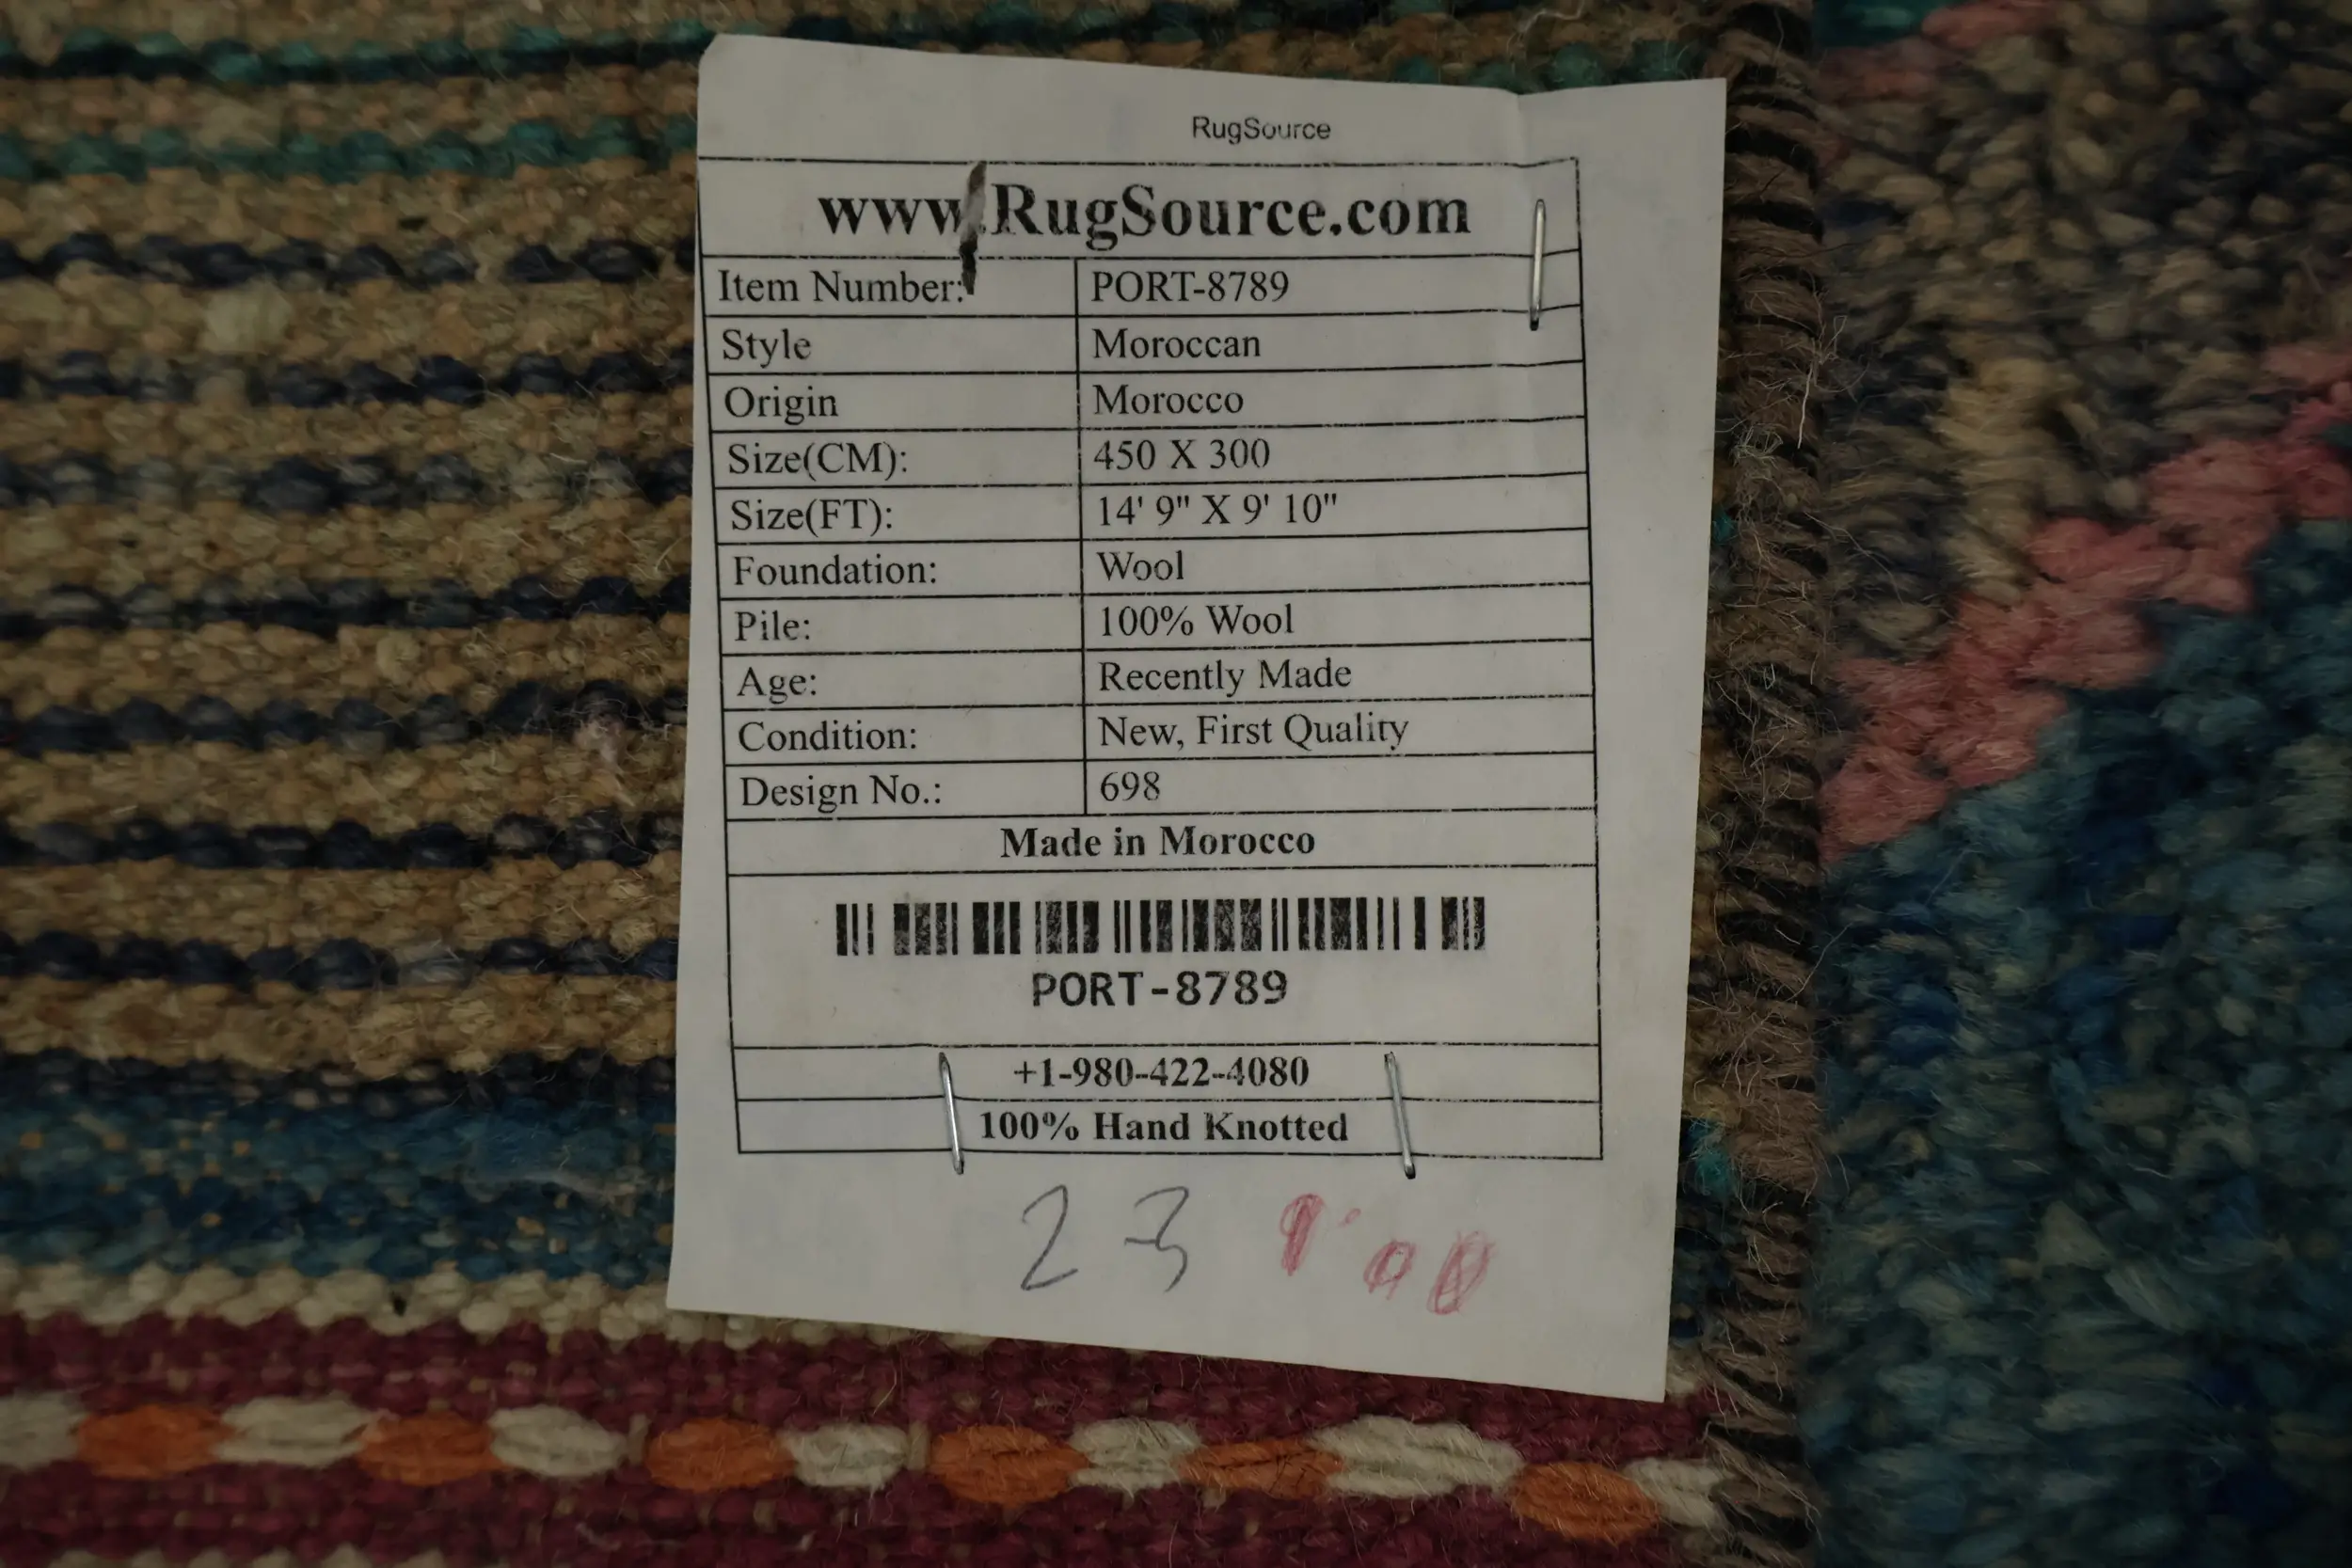 RugSource
www.RugSource.com
Item Number: PORT-8789
Style Moroccan
Origin Morocco
Size(CM): 450 X 300
Size(FT): 14' 9" X 9' 10"
Foundation: Wool
Pile: 100% Wool
Age: Recently Made
Condition: New, First Quality
Design No.: 698
Made in Morocco
PORT-8789
+1-980-422-4080
100% Hand Knotted
23